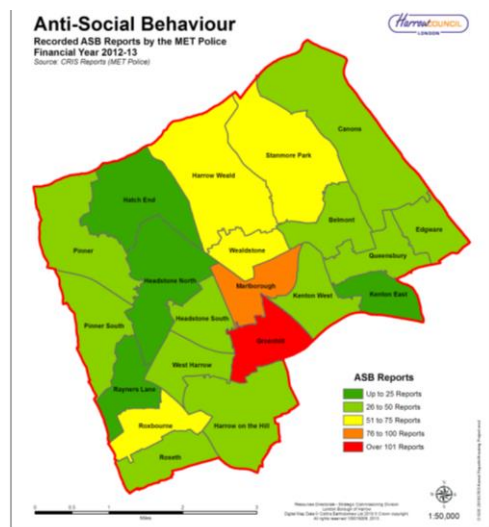 Anti-Social Behaviour
Recorded ASB Reports by the MET Police
Financial Year 2012-13
Source: CRIS Reports (MET Police)
Harrow COUNCIL
LONDON
Canons
Stanmore Park
Harrow Weald
Hatch End
Belmont
Edgware
Pinner
Wealdstone
Queensbury
Headstone North
Marlborough
Kenton West
Kenton East
Pinner South
Headstone South
Greenhill
West Harrow
Rayners Lane
Roxbourne
Harrow on the Hill
Roxeth
ASB Reports
Up to 25 Reports
26 to 50 Reports
51 to 75 Reports
76 to 100 Reports
Over 101 Reports
Miles
1:50,000